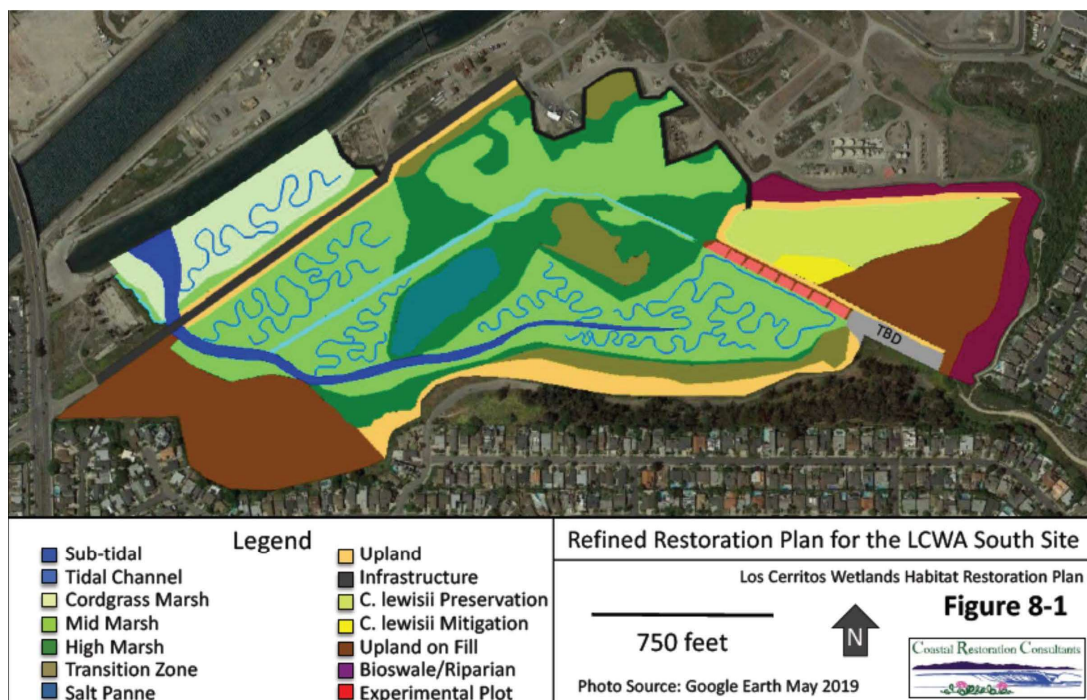 TBD
Legend
Sub-tidal
Tidal Channel
Cordgrass Marsh
Mid Marsh
High Marsh
Transition Zone
Salt Panne
Upland
Infrastructure
C. lewisii Preservation
C. lewisii Mitigation
Upland on Fill
Bioswale/Riparian
Experimental Plot
Refined Restoration Plan for the LCWA South Site
Los Cerritos Wetlands Habitat Restoration Plan
Figure 8-1
750 feet
N
Photo Source: Google Earth May 2019
Coastal Restoration Consultants